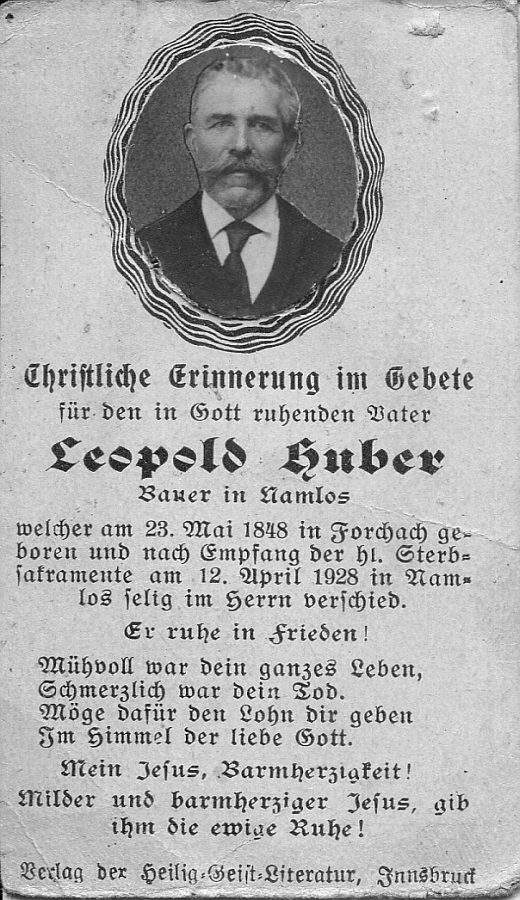 Christliche Erinnerung im Gebete
für den in Gott ruhenden Vater
Leopold Huber
Bauer in Namlos
welcher am 23. Mai 1848 in Forchach ge-
boren und nach Empfang der hl. Sterb-
sakramente am 12. April 1928 in Nam-
los selig im Herrn verschied.
Er ruhe in Frieden!
Mühvoll war dein ganzes Leben,
Schmerzlich war dein Tod.
Möge dafür den Lohn dir geben
Im Himmel der liebe Gott.
Mein Jesus, Barmherzigkeit!
Milder und barmherziger Jesus, gib
ihm die ewige Ruhe!
Verlag der Heilig-Geist-Literatur, Innsbruck